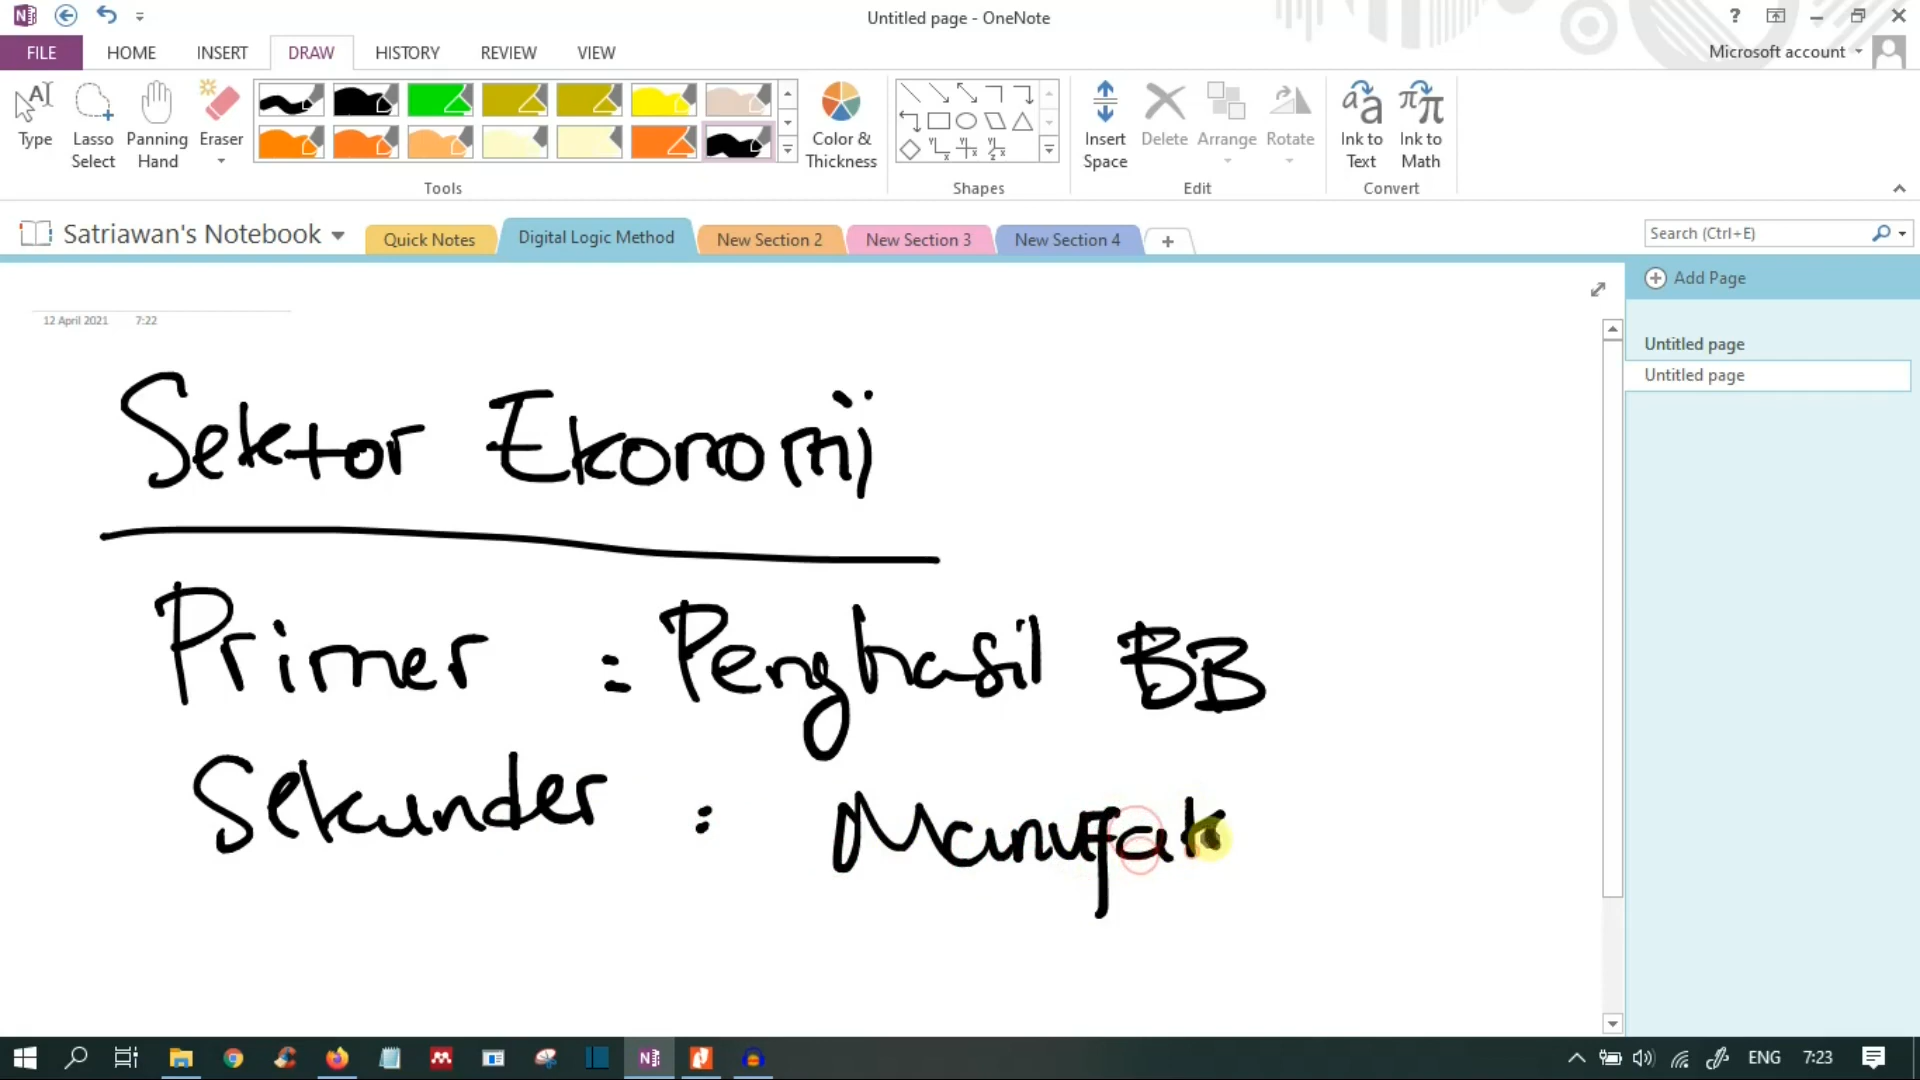 Untitled page - OneNote
?
FILE HOME INSERT DRAW HISTORY REVIEW VIEW Microsoft account
Type Lasso Select Panning Hand Eraser Color & Thickness Insert Space Delete Arrange Rotate Ink to Text Ink to Math
Tools Shapes Edit Convert
Satriawan's Notebook Quick Notes Digital Logic Method New Section 2 New Section 3 New Section 4 + Search (Ctrl+E)
Add Page
12 April 2021 7:22
Untitled page
Untitled page
Sektor Ekonomi
Primer = Penghasil BB
Sekunder : Manufak
ENG 7:23